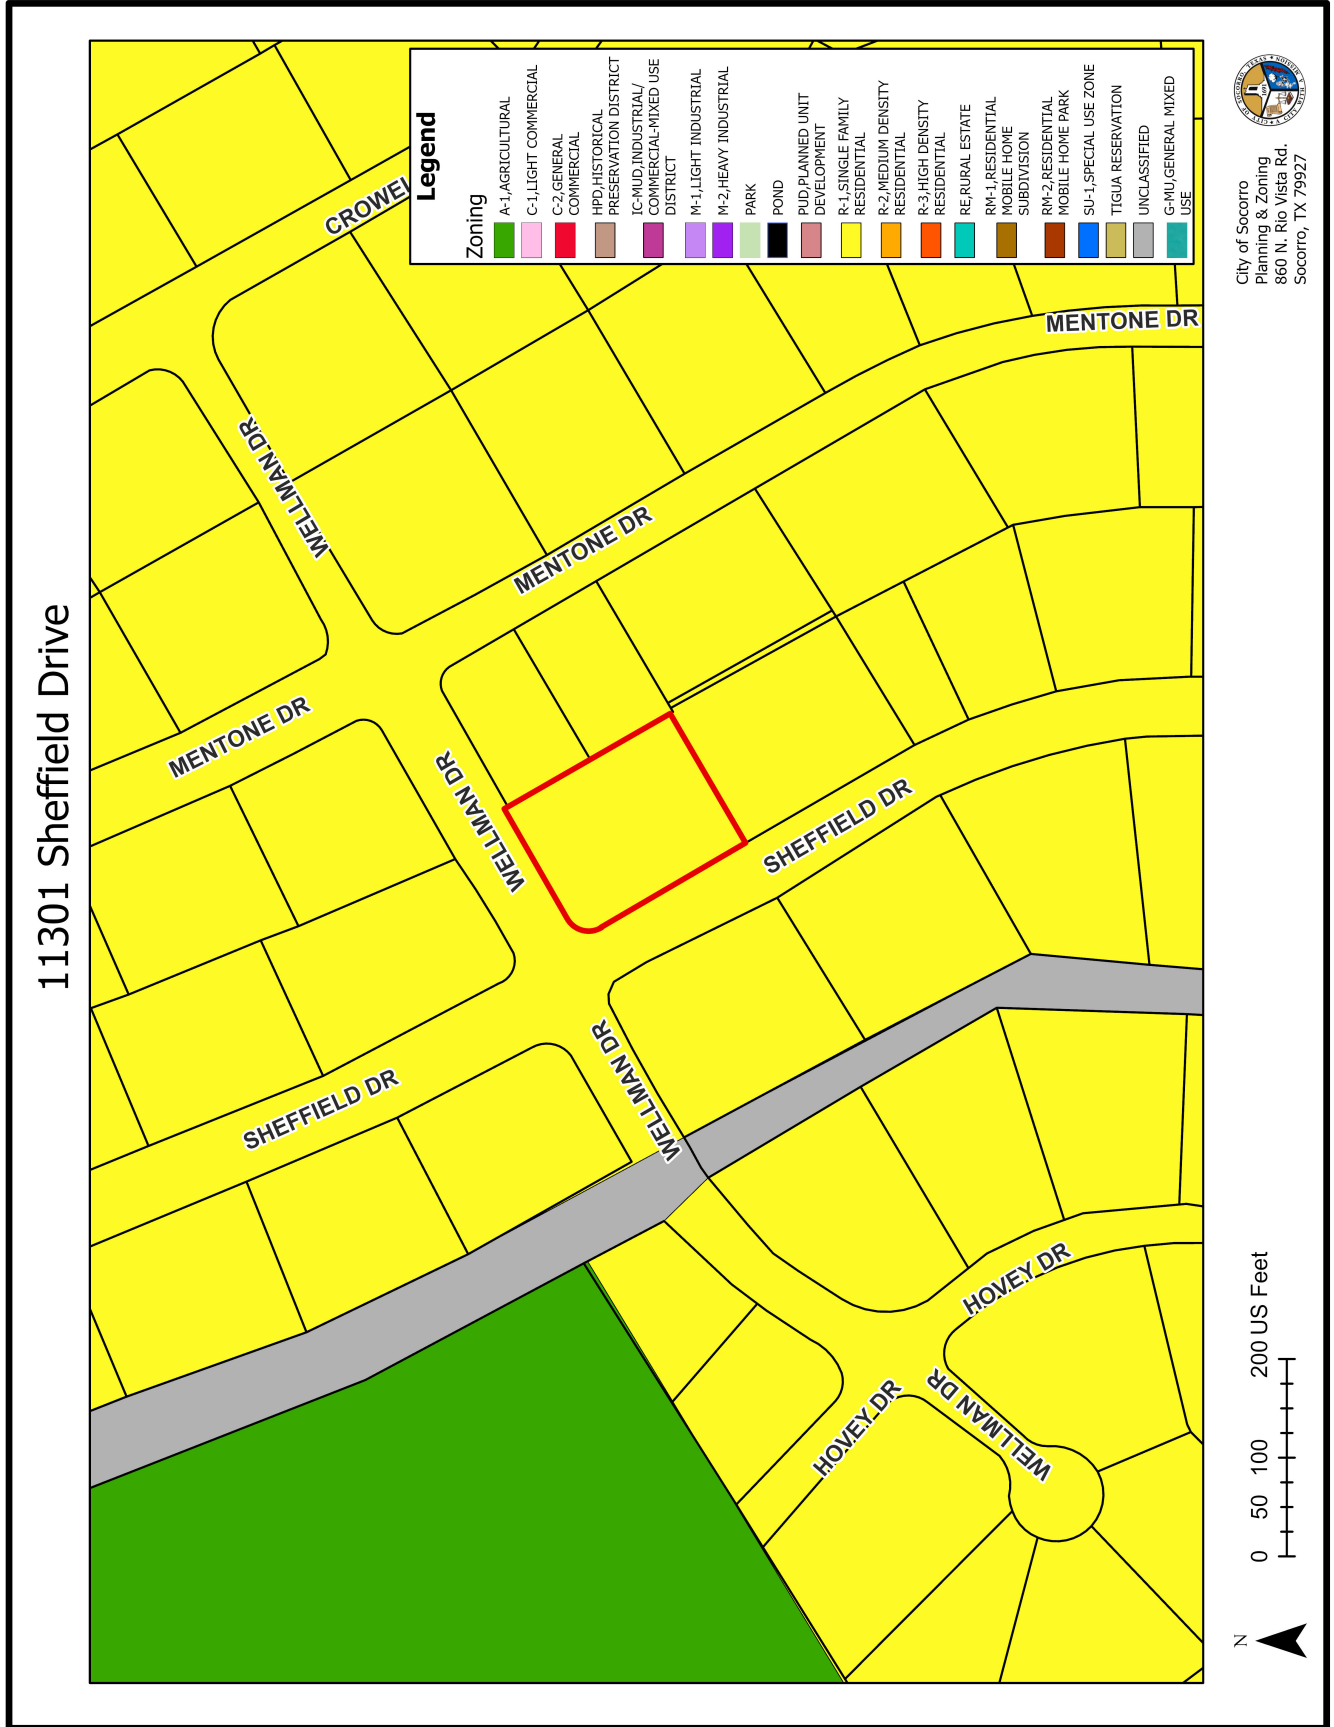 11301 Sheffield Drive
CROWEL
WELLMAN DR
MENTONE DR
MENTONE DR
MENTONE DR
WELLMAN DR
SHEFFIELD DR
SHEFFIELD DR
WELLMAN DR
HOVEY DR
HOVEY DR
WELLMAN DR
Legend
Zoning
A-1,AGRICULTURAL
C-1,LIGHT COMMERCIAL
C-2,GENERAL
COMMERCIAL
HPD,HISTORICAL
PRESERVATION DISTRICT
IC-MUD,INDUSTRIAL/
COMMERCIAL-MIXED USE
DISTRICT
M-1,LIGHT INDUSTRIAL
M-2,HEAVY INDUSTRIAL
PARK
POND
PUD,PLANNED UNIT
DEVELOPMENT
R-1,SINGLE FAMILY
RESIDENTIAL
R-2,MEDIUM DENSITY
RESIDENTIAL
R-3,HIGH DENSITY
RESIDENTIAL
RE,RURAL ESTATE
RM-1,RESIDENTIAL
MOBILE HOME
SUBDIVISION
RM-2,RESIDENTIAL
MOBILE HOME PARK
SU-1,SPECIAL USE ZONE
TIGUA RESERVATION
UNCLASSIFIED
G-MU,GENERAL MIXED
USE
N
0 50 100 200 US Feet
City of Socorro
Planning & Zoning
860 N. Rio Vista Rd.
Socorro, TX 79927